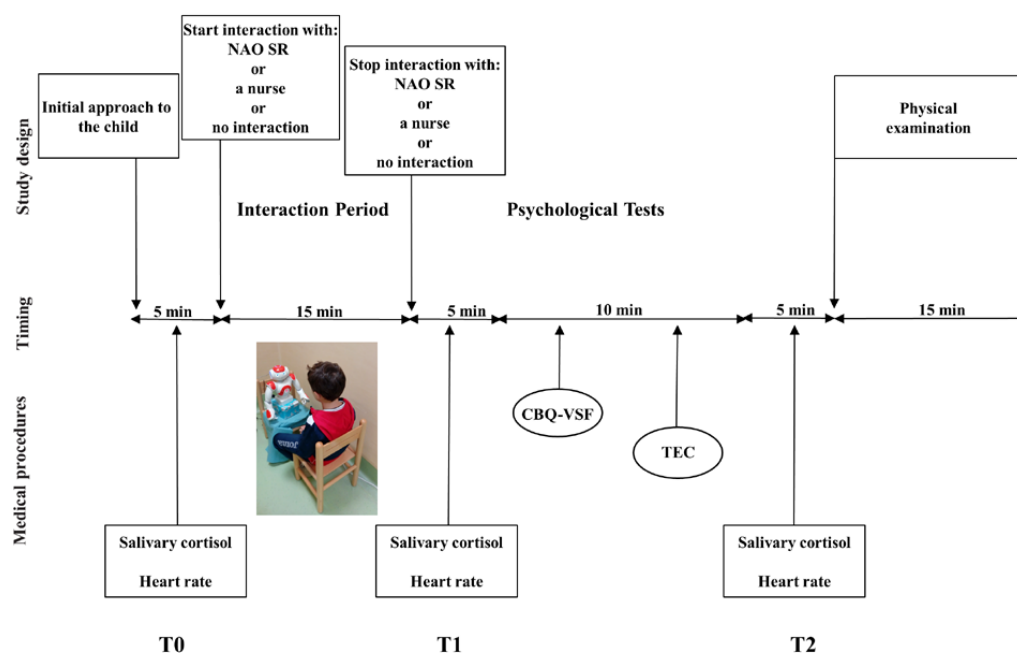 Study design
Initial approach to
the child
Start interaction with:
NAO SR
or
a nurse
or
no interaction
Stop interaction with:
NAO SR
or
a nurse
or
no interaction
Physical
examination
Interaction Period
Psychological Tests
Timing
5 min
15 min
5 min
10 min
5 min
15 min
Medical procedures
CBQ-VSF
TEC
Salivary cortisol
Heart rate
Salivary cortisol
Heart rate
Salivary cortisol
Heart rate
T0
T1
T2